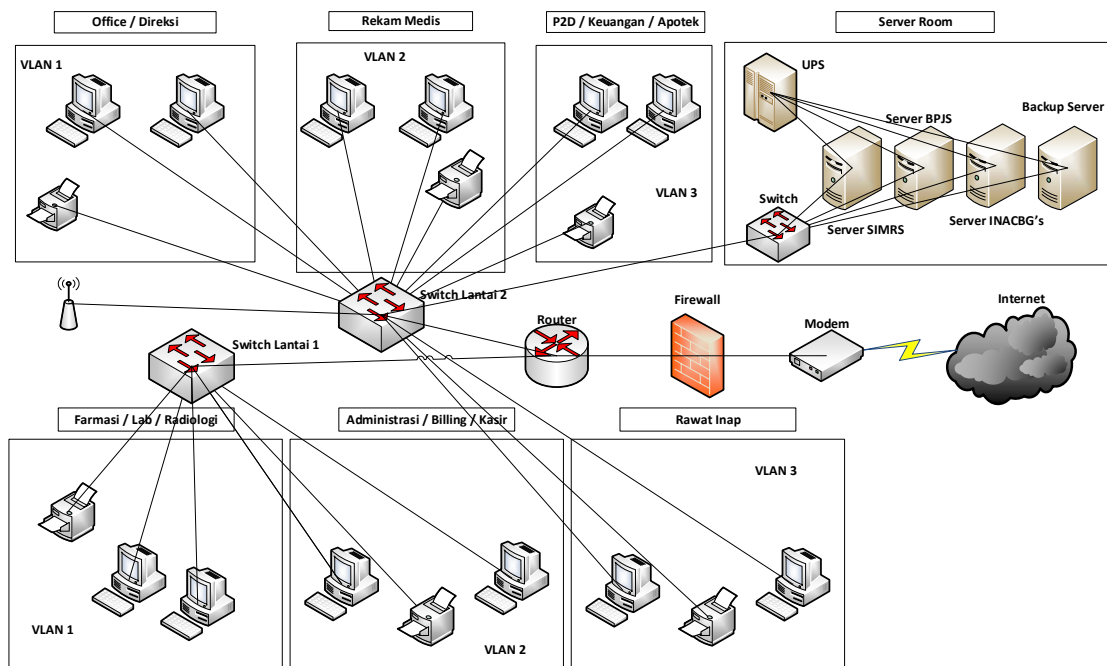 Office / Direksi
Rekam Medis
P2D / Keuangan / Apotek
Server Room
VLAN 1
VLAN 2
UPS
Backup Server
Server BPJS
VLAN 3
Switch
Server SIMRS
Server INACBG's
Switch Lantai 2
Firewall
Internet
Router
Modem
Switch Lantai 1
Farmasi / Lab / Radiologi
Administrasi / Billing / Kasir
Rawat Inap
VLAN 3
VLAN 1
VLAN 2